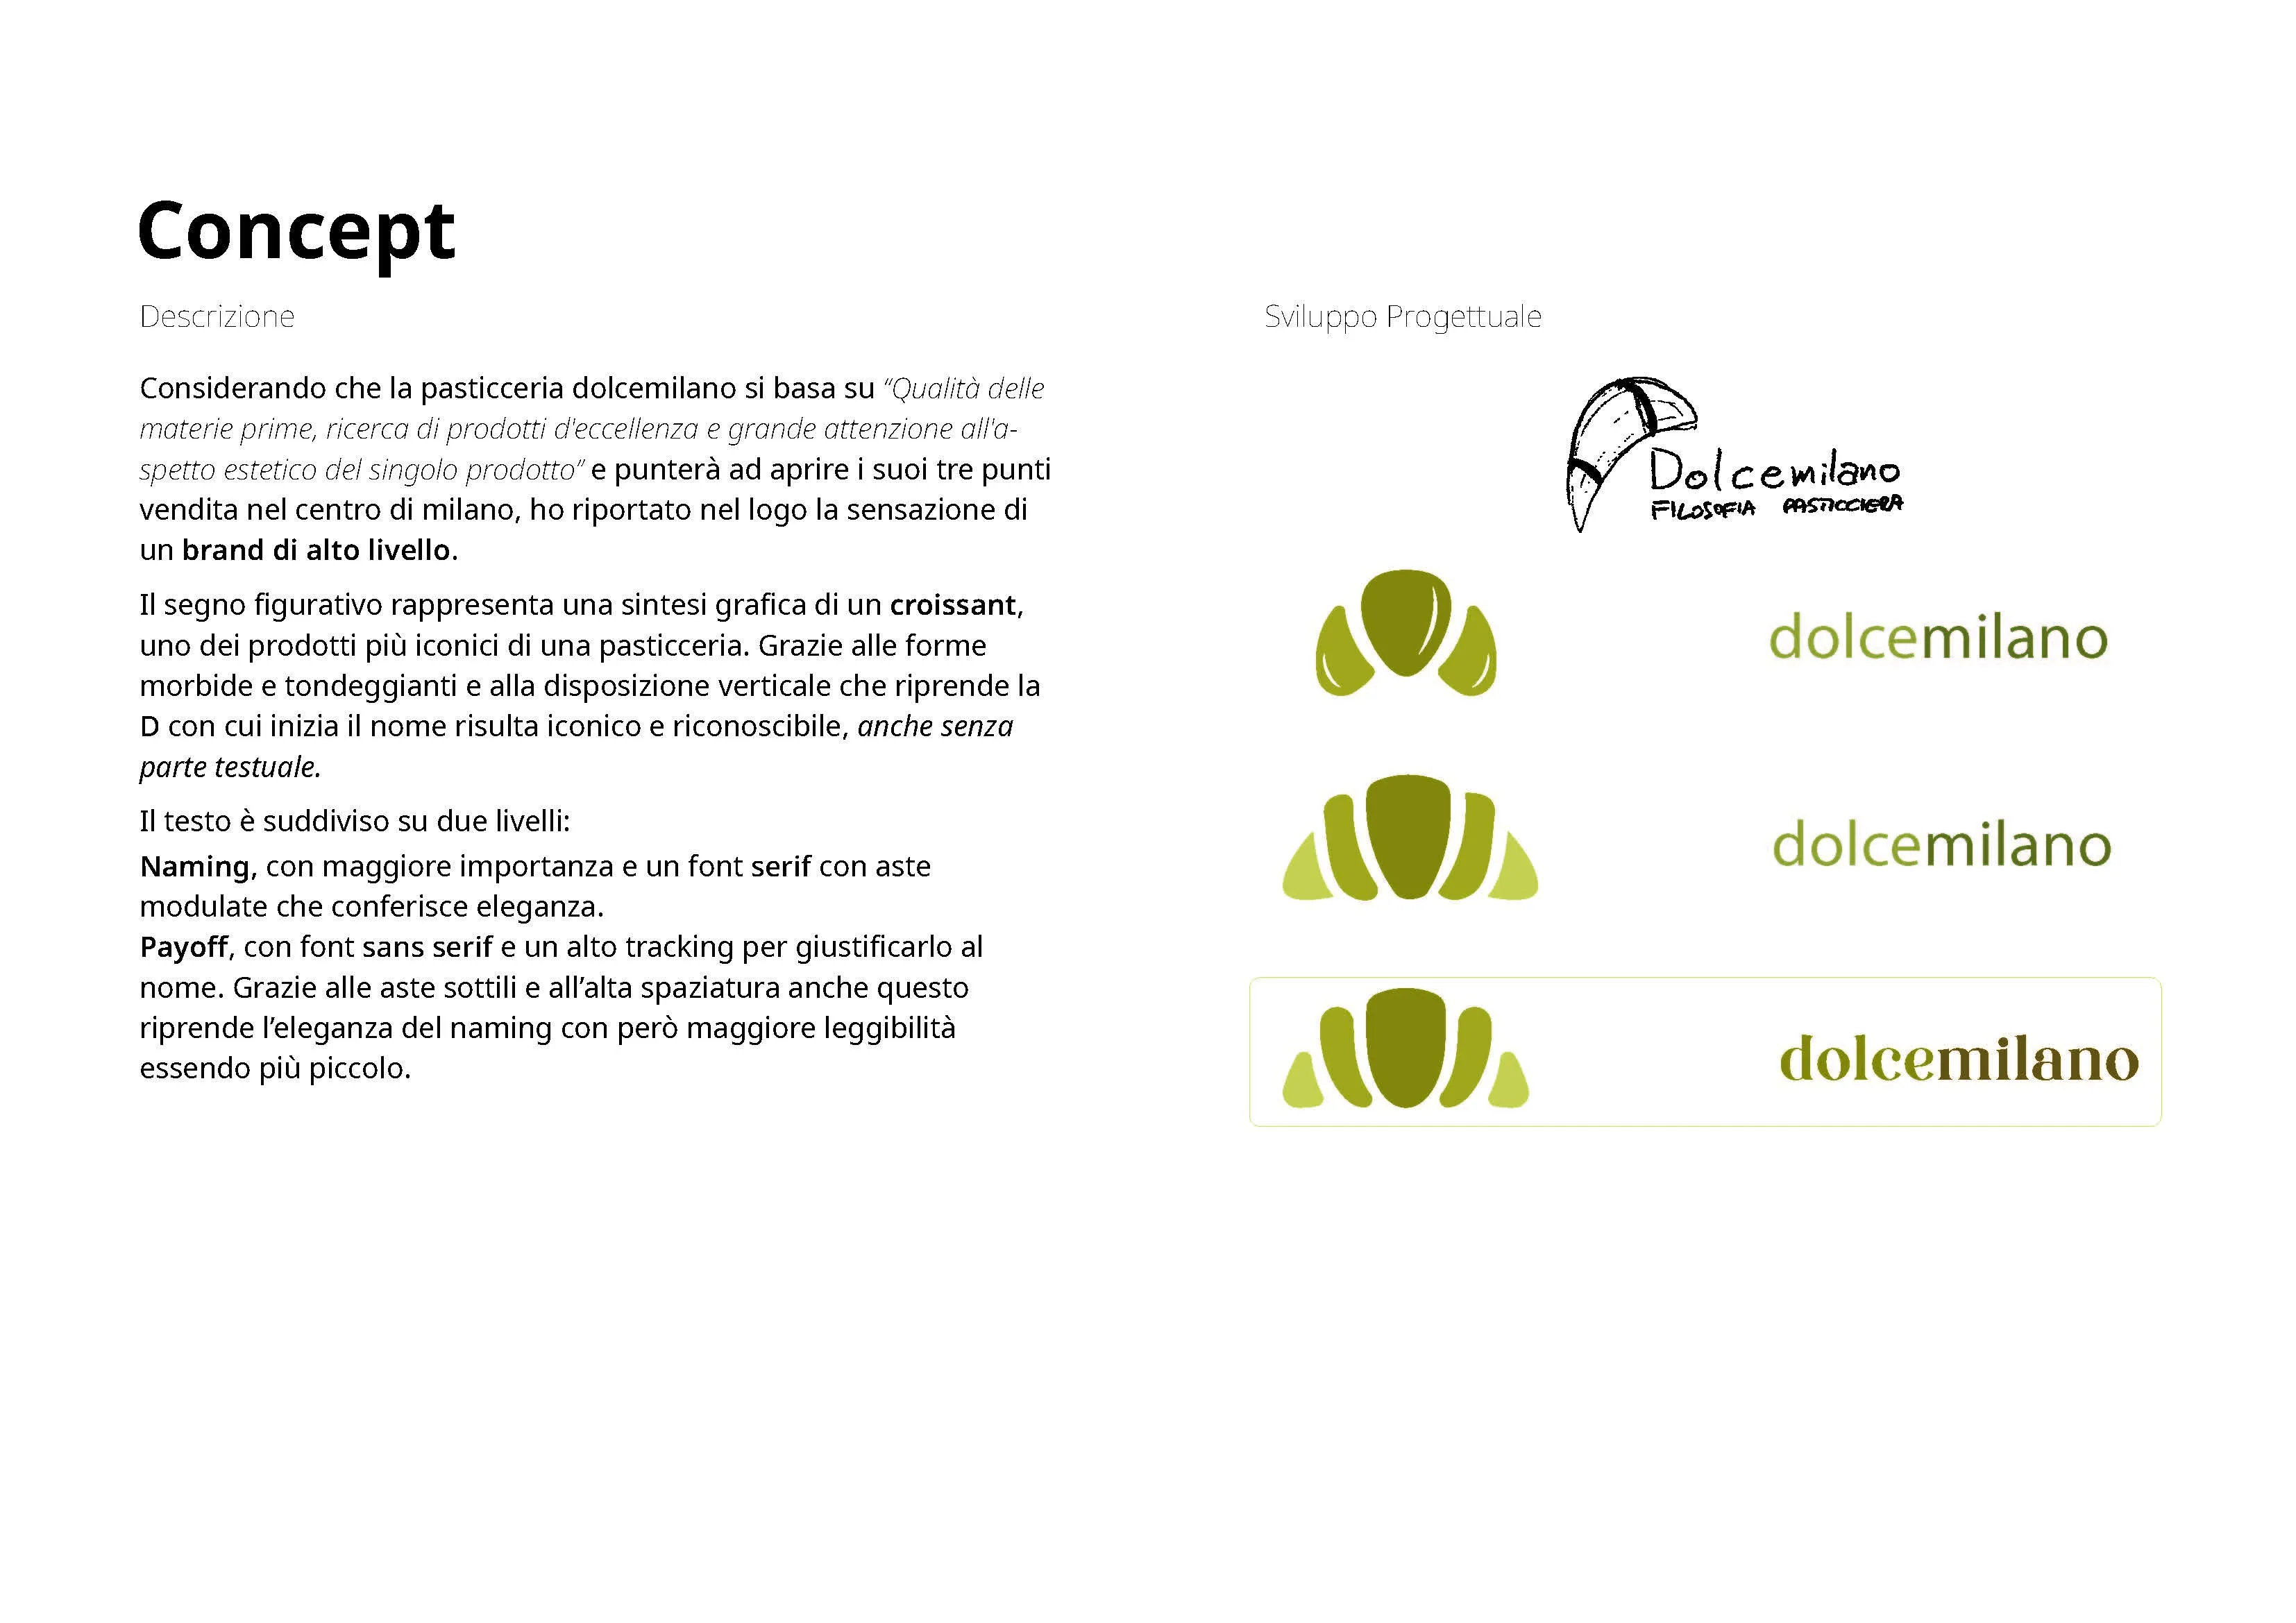 Concept
Descrizione
Considerando che la pasticceria dolcemilano si basa su “Qualità delle
materie prime, ricerca di prodotti d'eccellenza e grande attenzione all'a-
spetto estetico del singolo prodotto” e punterà ad aprire i suoi tre punti
vendita nel centro di milano, ho riportato nel logo la sensazione di
un brand di alto livello.
Il segno figurativo rappresenta una sintesi grafica di un croissant,
uno dei prodotti più iconici di una pasticceria. Grazie alle forme
morbide e tondeggianti e alla disposizione verticale che riprende la
D con cui inizia il nome risulta iconico e riconoscibile, anche senza
parte testuale.
Il testo è suddiviso su due livelli:
Naming, con maggiore importanza e un font serif con aste
modulate che conferisce eleganza.
Payoff, con font sans serif e un alto tracking per giustificarlo al
nome. Grazie alle aste sottili e all’alta spaziatura anche questo
riprende l’eleganza del naming con però maggiore leggibilità
essendo più piccolo.
Sviluppo Progettuale
Dolcemilano
FILOSOFIA PASTICCIERA
dolcemilano
dolcemilano
dolcemilano